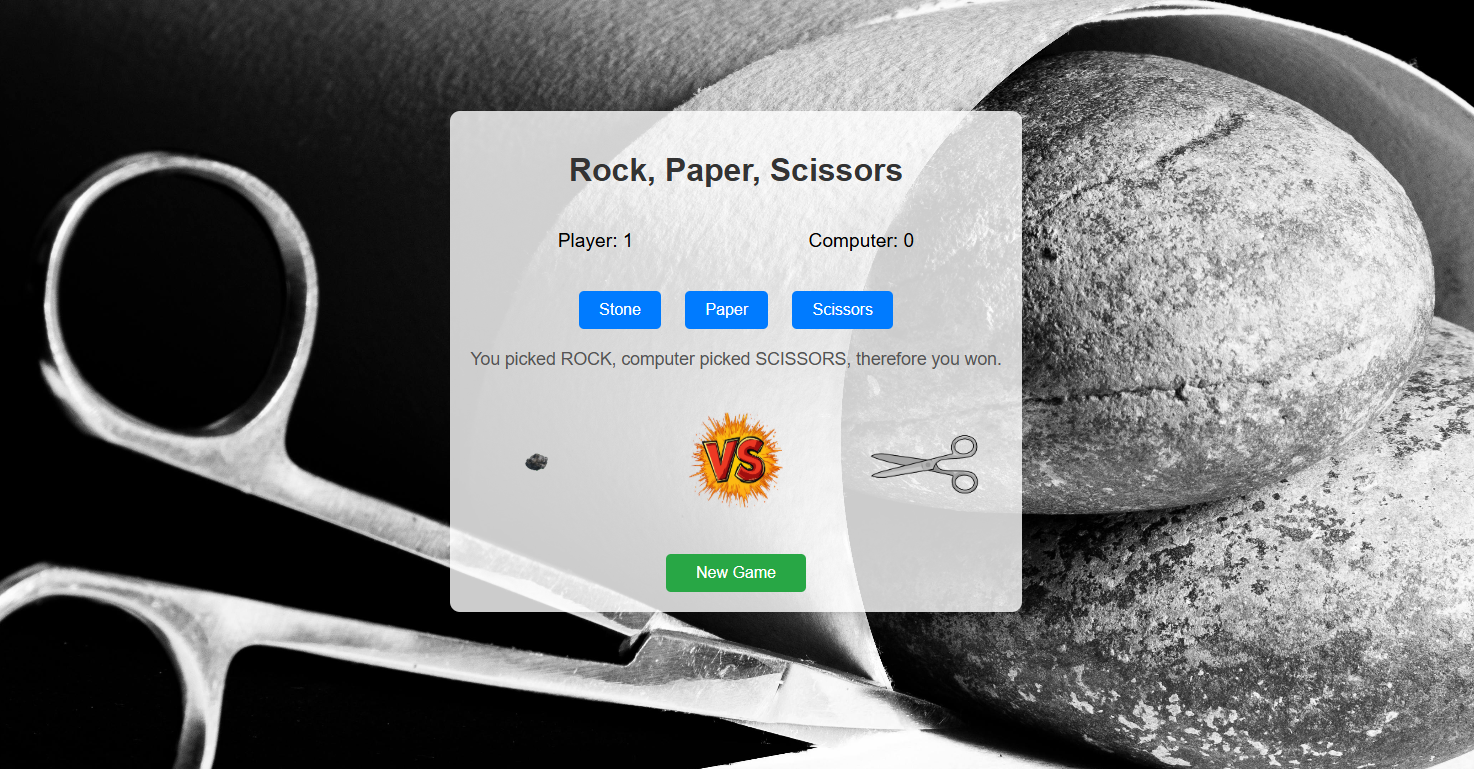 Rock, Paper, Scissors
Player: 1 Computer: 0
Stone Paper Scissors
You picked ROCK, computer picked SCISSORS, therefore you won.
VS
New Game